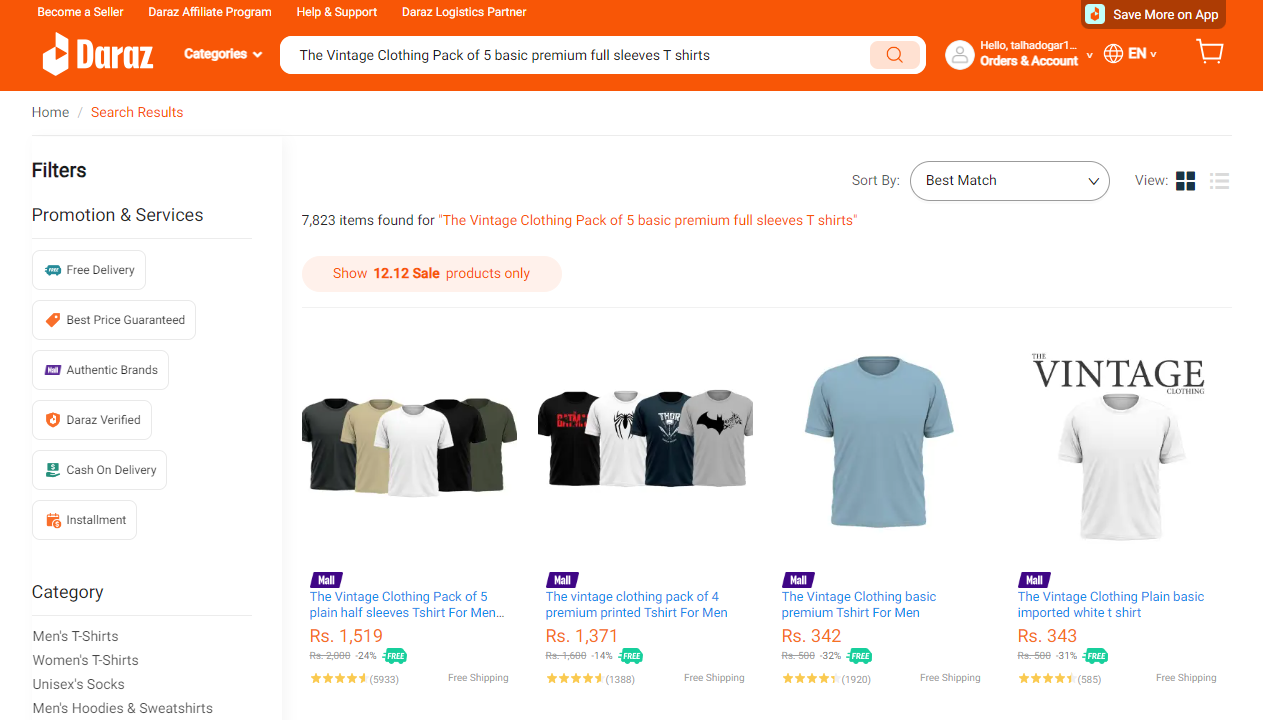 Become a Seller
Daraz Affiliate Program
Help & Support
Daraz Logistics Partner
Save More on App
Daraz
Categories
The Vintage Clothing Pack of 5 basic premium full sleeves T shirts
Hello, talhadogar1...
Orders & Account
EN
Home / Search Results
Filters
Promotion & Services
Free Delivery
Best Price Guaranteed
Mall Authentic Brands
Daraz Verified
Cash On Delivery
Installment
Category
Men's T-Shirts
Women's T-Shirts
Unisex's Socks
Men's Hoodies & Sweatshirts
Sort By: Best Match
View:
7,823 items found for "The Vintage Clothing Pack of 5 basic premium full sleeves T shirts"
Show 12.12 Sale products only
Mall
The Vintage Clothing Pack of 5
plain half sleeves Tshirt For Men...
Rs. 1,519
Rs. 2,000 -24% FREE
(5933) Free Shipping
THOR
Mall
The vintage clothing pack of 4
premium printed Tshirt For Men
Rs. 1,371
Rs. 1,600 -14% FREE
(1388) Free Shipping
Mall
The Vintage Clothing basic
premium Tshirt For Men
Rs. 342
Rs. 500 -32% FREE
(1920) Free Shipping
THE
VINTAGE
CLOTHING
Mall
The Vintage Clothing Plain basic
imported white t shirt
Rs. 343
Rs. 500 -31% FREE
(585) Free Shipping